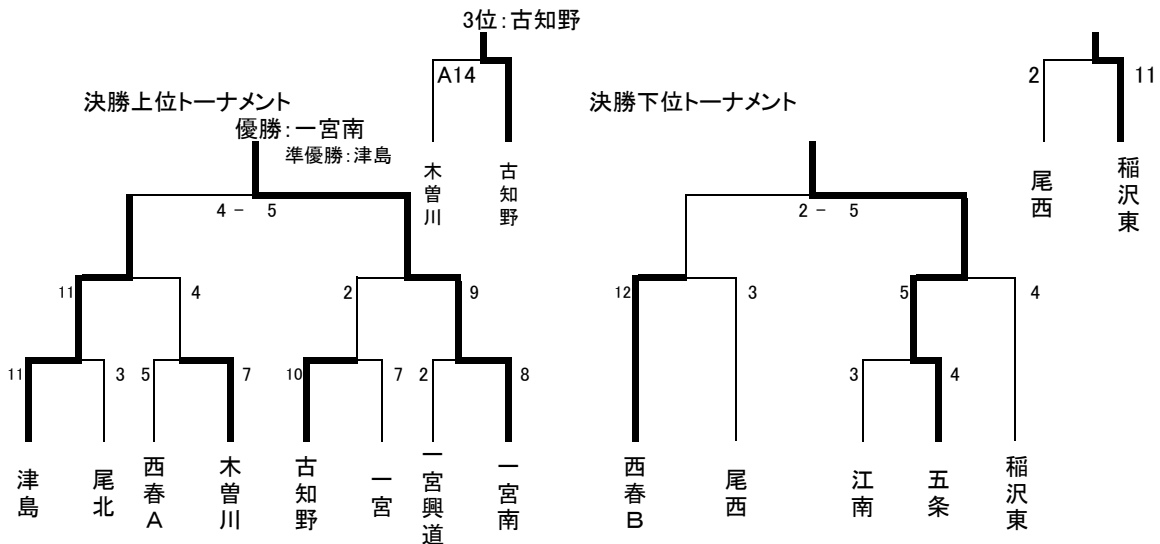 3位:古知野
A14
2 11
決勝上位トーナメント
決勝下位トーナメント
優勝:一宮南
準優勝:津島
木曽川
古知野
尾西
稲沢東
4 - 5
2 - 5
11 4 2 9
12 3 5 4
11 3 5 7 10 7 2 8
3 4
津島
尾北
西春A
木曽川
古知野
一宮
一宮興道
一宮南
西春B
尾西
江南
五条
稲沢東